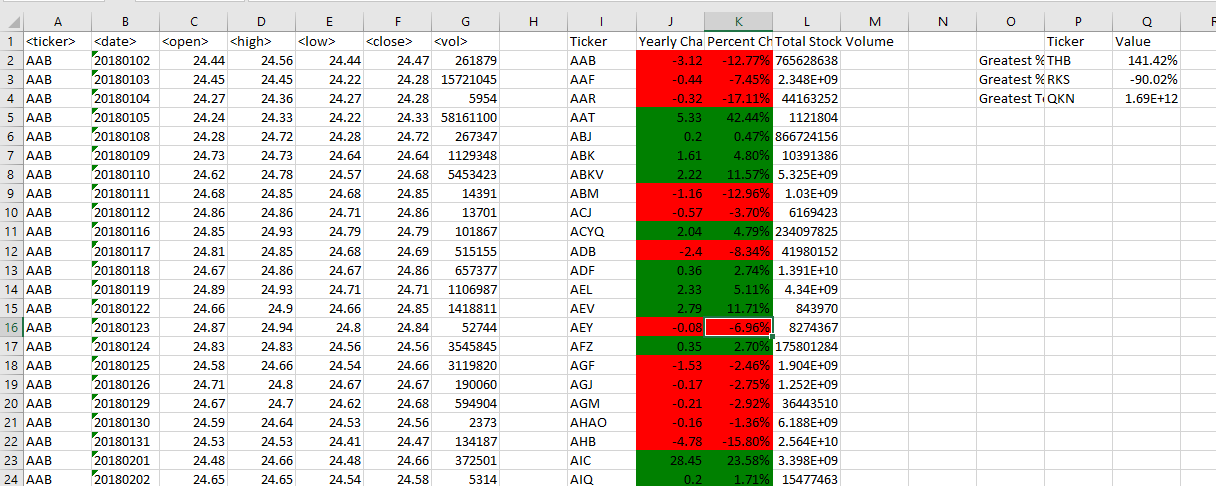 A B C D E F G H I J K L M N O P Q R
1 <ticker> <date> <open> <high> <low> <close> <vol> Ticker Yearly Cha Percent Ch Total Stock Volume Ticker Value
2 AAB 20180102 24.44 24.56 24.44 24.47 261879 AAB -3.12 -12.77% 765628638 Greatest % THB 141.42%
3 AAB 20180103 24.45 24.45 24.22 24.28 15721045 AAF -0.44 -7.45% 2.348E+09 Greatest % RKS -90.02%
4 AAB 20180104 24.27 24.36 24.27 24.28 5954 AAR -0.32 -17.11% 44163252 Greatest To QKN 1.69E+12
5 AAB 20180105 24.24 24.33 24.22 24.33 58161100 AAT 5.33 42.44% 1121804
6 AAB 20180108 24.28 24.72 24.28 24.72 267347 ABJ 0.2 0.47% 866724156
7 AAB 20180109 24.73 24.73 24.64 24.64 1129348 ABK 1.61 4.80% 10391386
8 AAB 20180110 24.62 24.78 24.57 24.68 5453423 ABKV 2.22 11.57% 5.325E+09
9 AAB 20180111 24.68 24.85 24.68 24.85 14391 ABM -1.16 -12.96% 1.03E+09
10 AAB 20180112 24.86 24.86 24.71 24.86 13701 ACJ -0.57 -3.70% 6169423
11 AAB 20180116 24.85 24.93 24.79 24.79 101867 ACYQ 2.04 4.79% 234097825
12 AAB 20180117 24.81 24.85 24.68 24.69 515155 ADB -2.4 -8.34% 41980152
13 AAB 20180118 24.67 24.86 24.67 24.86 657377 ADF 0.36 2.74% 1.391E+10
14 AAB 20180119 24.89 24.93 24.71 24.71 1106987 AEL 2.33 5.11% 4.34E+09
15 AAB 20180122 24.66 24.9 24.66 24.85 1418811 AEV 2.79 11.71% 843970
16 AAB 20180123 24.87 24.94 24.8 24.84 52744 AEY -0.08 -6.96% 8274367
17 AAB 20180124 24.83 24.83 24.56 24.56 3545845 AFZ 0.35 2.70% 175801284
18 AAB 20180125 24.58 24.66 24.54 24.66 3119820 AGF -1.53 -2.46% 1.904E+09
19 AAB 20180126 24.71 24.8 24.67 24.67 190060 AGJ -0.17 -2.75% 1.252E+09
20 AAB 20180129 24.67 24.7 24.62 24.68 594904 AGM -0.21 -2.92% 36443510
21 AAB 20180130 24.59 24.64 24.53 24.56 2373 AHAO -0.16 -1.36% 6.188E+09
22 AAB 20180131 24.53 24.53 24.41 24.47 134187 AHB -4.78 -15.80% 2.564E+10
23 AAB 20180201 24.48 24.66 24.48 24.66 372501 AIC 28.45 23.58% 3.398E+09
24 AAB 20180202 24.65 24.65 24.54 24.58 5314 AIQ 0.2 1.71% 15477463